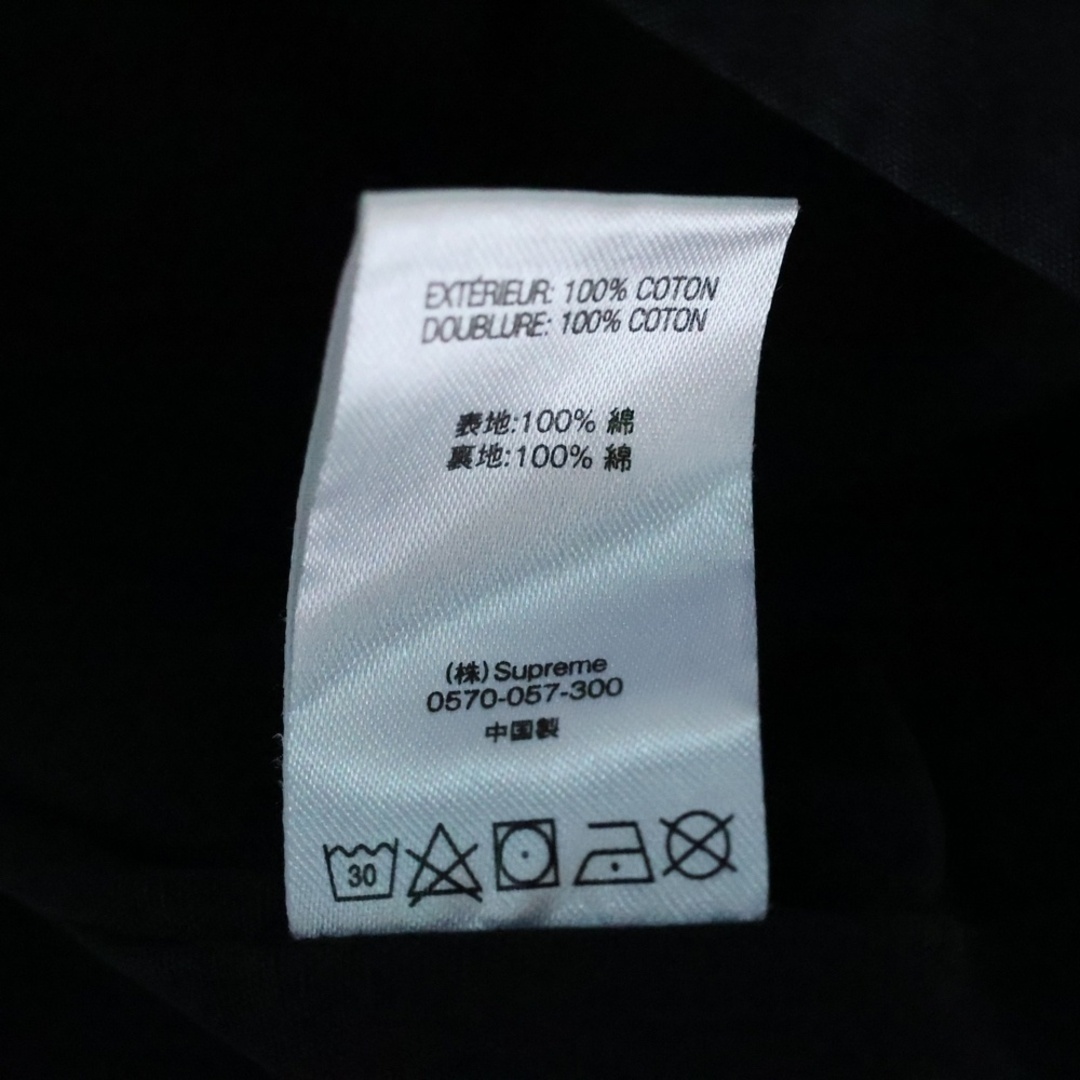 EXTÉRIEUR: 100% COTON
DOUBLURE: 100% COTON
表地:100% 綿
裏地:100% 綿
(株)Supreme
0570-057-300
中国製
30